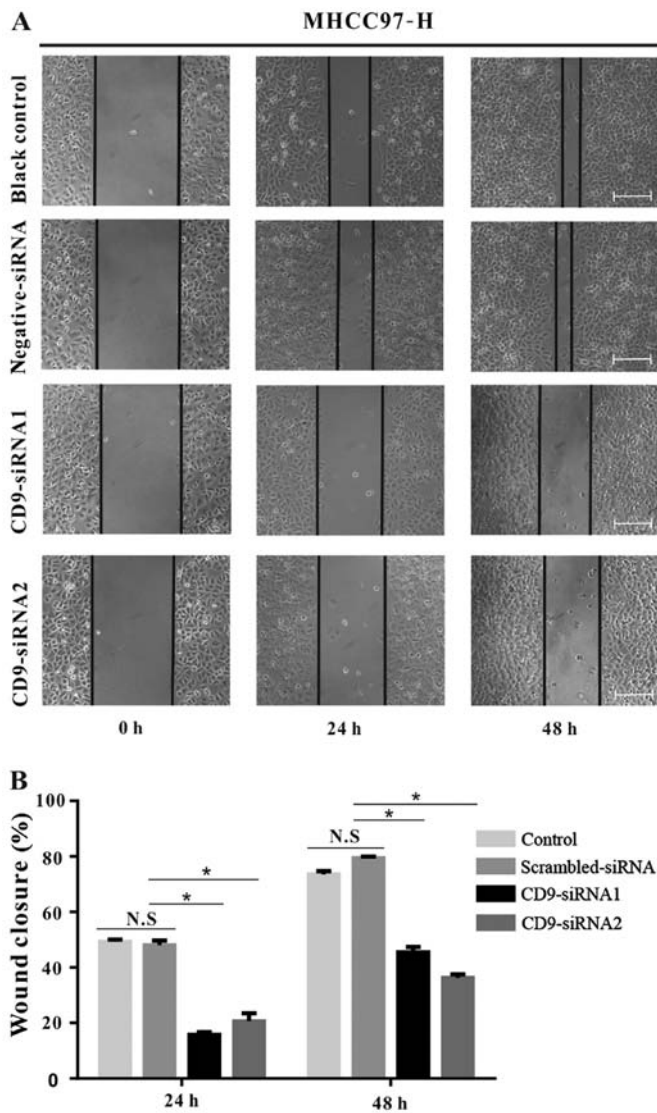 A
MHCC97-H
Black control
Negative-siRNA
CD9-siRNA1
CD9-siRNA2
0 h
24 h
48 h
B
Wound closure (%)
100
80
60
40
20
0
N.S
*
*
N.S
*
*
24 h
48 h
Control
Scrambled-siRNA
CD9-siRNA1
CD9-siRNA2